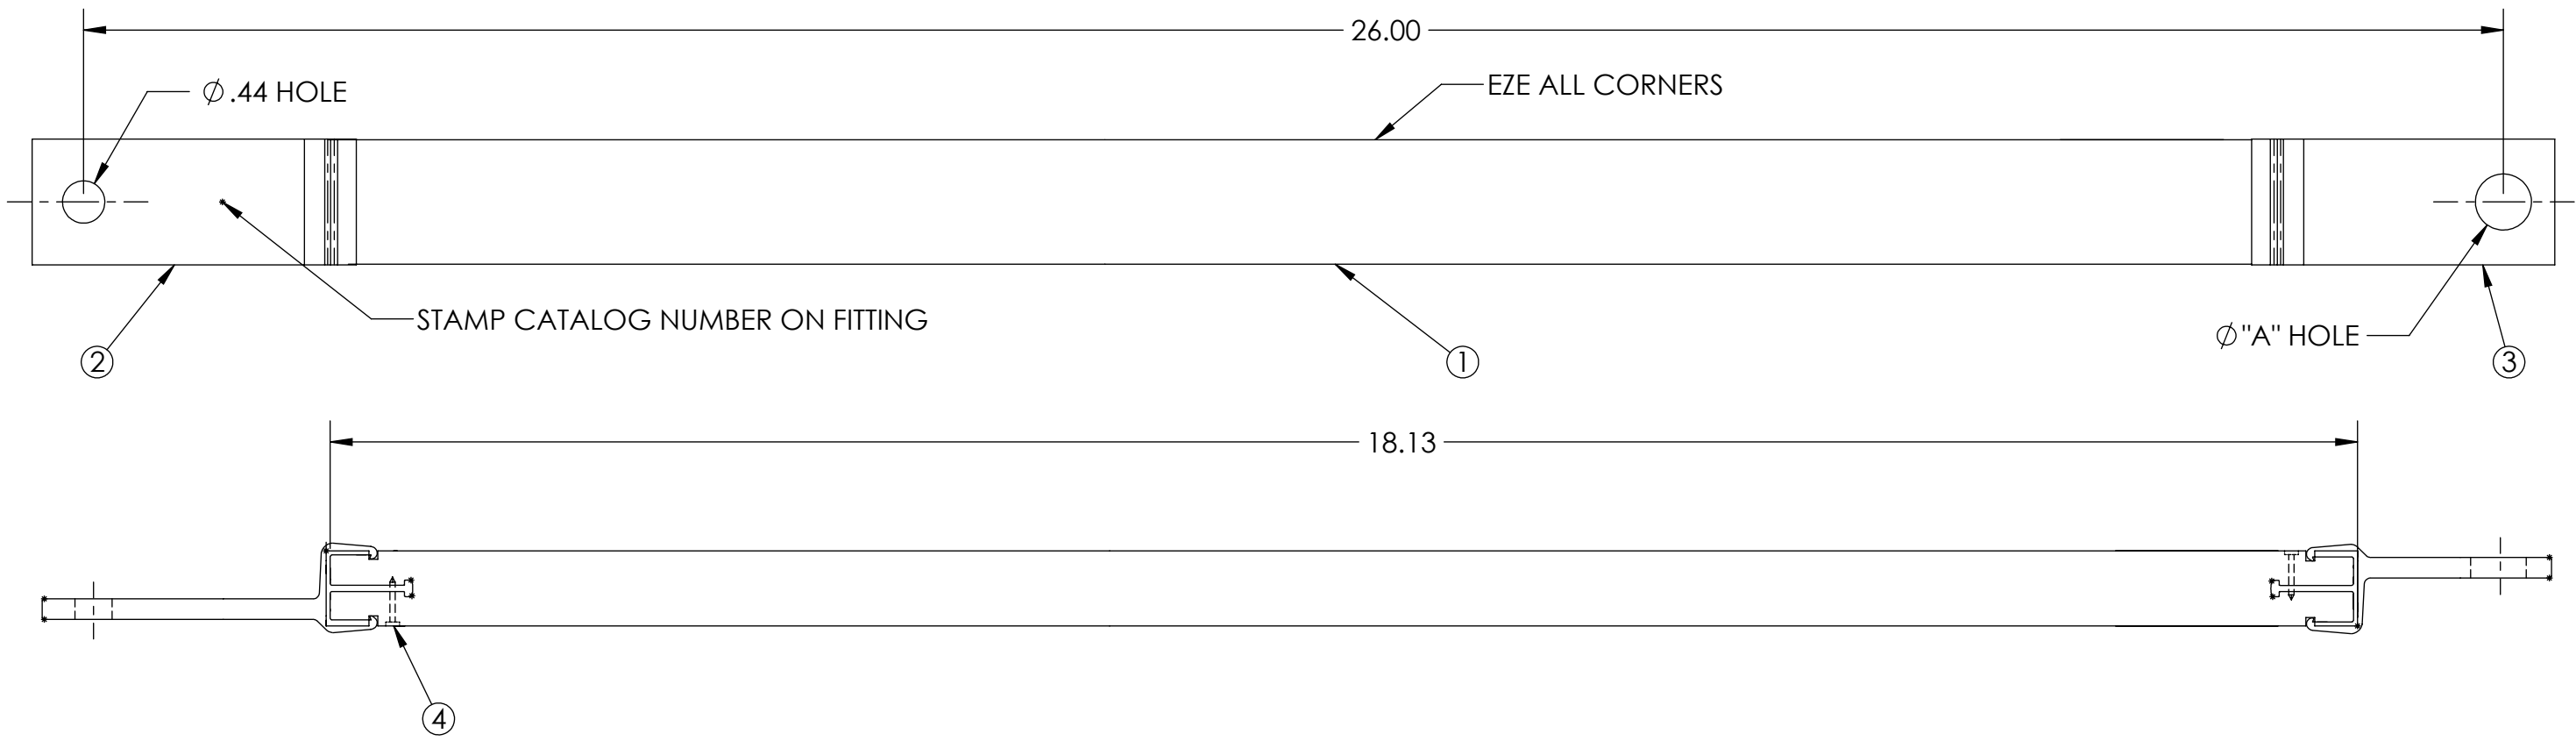 26.00
∅ .44 HOLE
EZE ALL CORNERS
STAMP CATALOG NUMBER ON FITTING
∅ "A" HOLE
2
1
3
18.13
4